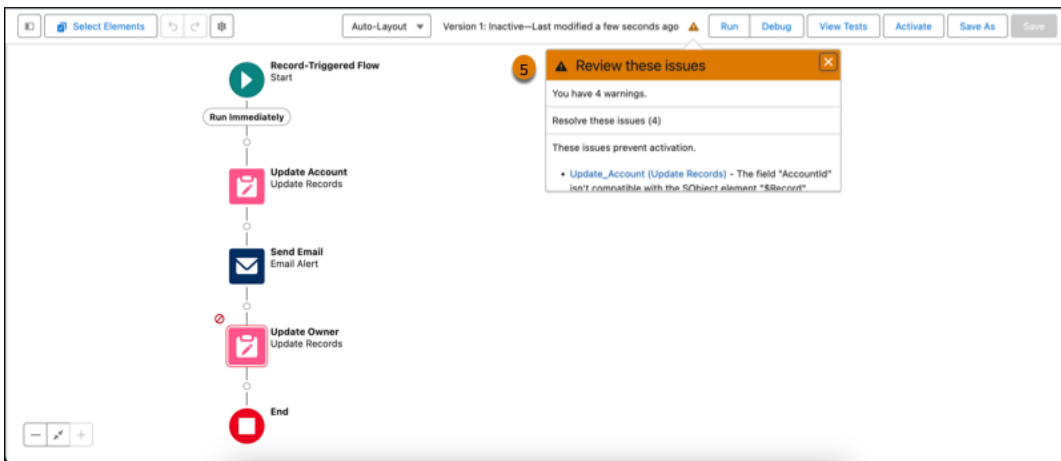 Select Elements
Auto-Layout
Version 1: Inactive—Last modified a few seconds ago
Run
Debug
View Tests
Activate
Save As
Save
5
Review these issues
You have 4 warnings.
Resolve these issues (4)
These issues prevent activation.
• Update_Account (Update Records) - The field "AccountId"
isn't compatible with the SObject element "$Record"
Record-Triggered Flow
Start
Run Immediately
Update Account
Update Records
Send Email
Email Alert
Update Owner
Update Records
End